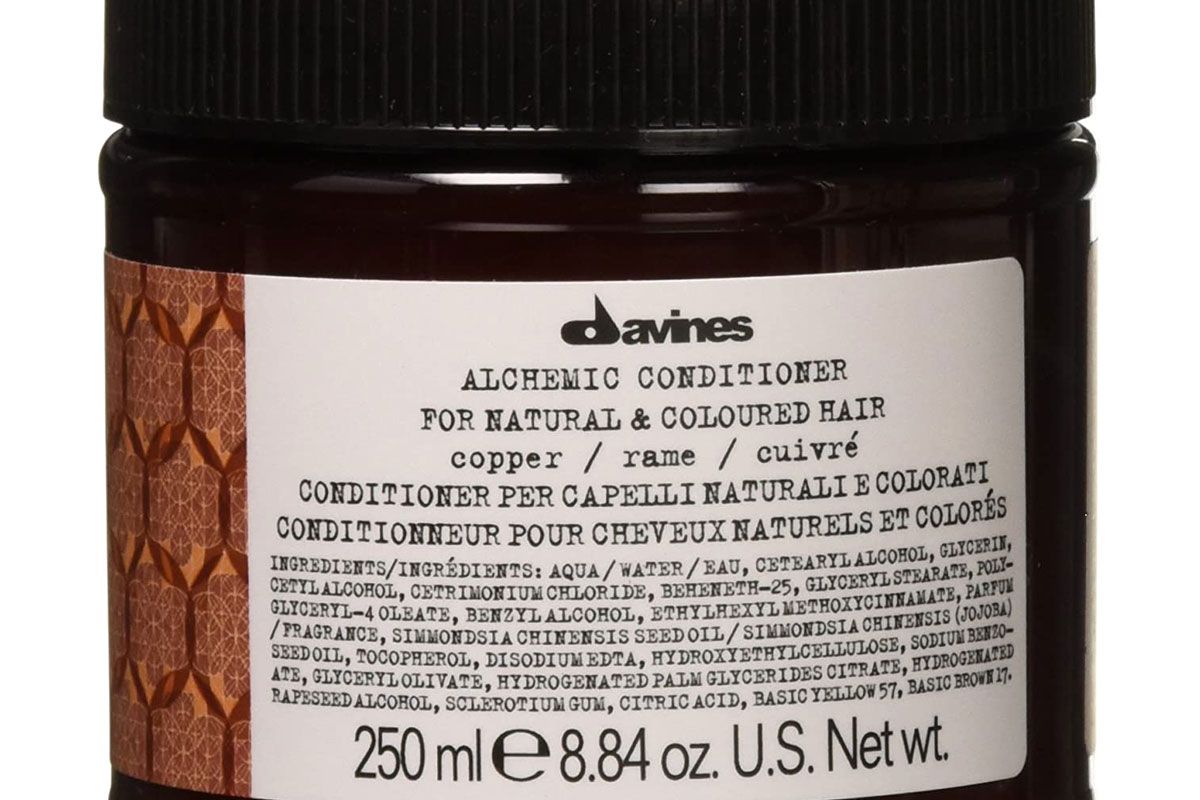 davines
ALCHEMIC CONDITIONER
FOR NATURAL & COLOURED HAIR
copper / rame / cuivré
CONDITIONER PER CAPELLI NATURALI E COLORATI
CONDITIONNEUR POUR CHEVEUX NATURELS ET COLORÉS
INGREDIENTS/INGRÉDIENTS: AQUA/WATER/EAU, CETEARYL ALCOHOL, GLYCERIN,
CETYL ALCOHOL, CETRIMONIUM CHLORIDE, BEHENETH-25, GLYCERYL STEARATE, POLY-
GLYCERYL-4 OLEATE, BENZYL ALCOHOL, ETHYLHEXYL METHOXYCINNAMATE, PARFUM
/FRAGRANCE, SIMMONDSIA CHINENSIS SEED OIL/SIMMONDSIA CHINENSIS (JOJOBA)
SEED OIL, TOCOPHEROL, DISODIUM EDTA, HYDROXYETHYLCELLULOSE, SODIUM BENZO-
ATE, GLYCERYL OLIVATE, HYDROGENATED PALM GLYCERIDES CITRATE, HYDROGENATED
RAPESEED ALCOHOL, SCLEROTIUM GUM, CITRIC ACID, BASIC YELLOW 57, BASIC BROWN 17.
250 ml ℮ 8.84 oz. U.S. Net wt.